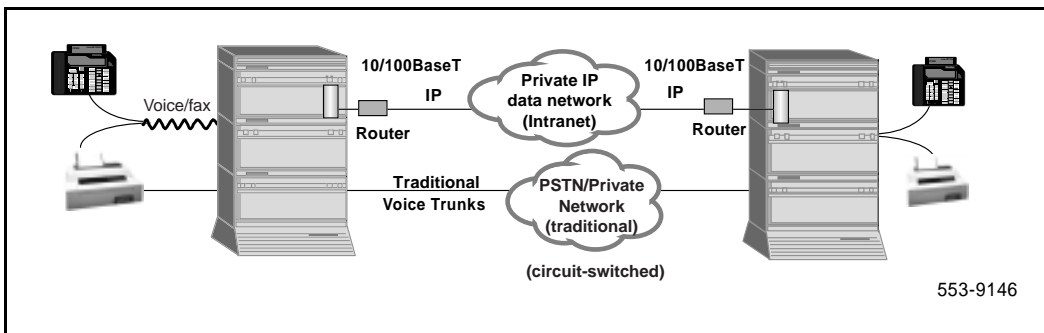 10/100BaseT
IP
Router
Voice/fax
Private IP
data network
(Intranet)
10/100BaseT
IP
Router
Traditional
Voice Trunks
PSTN/Private
Network
(traditional)
(circuit-switched)
553-9146